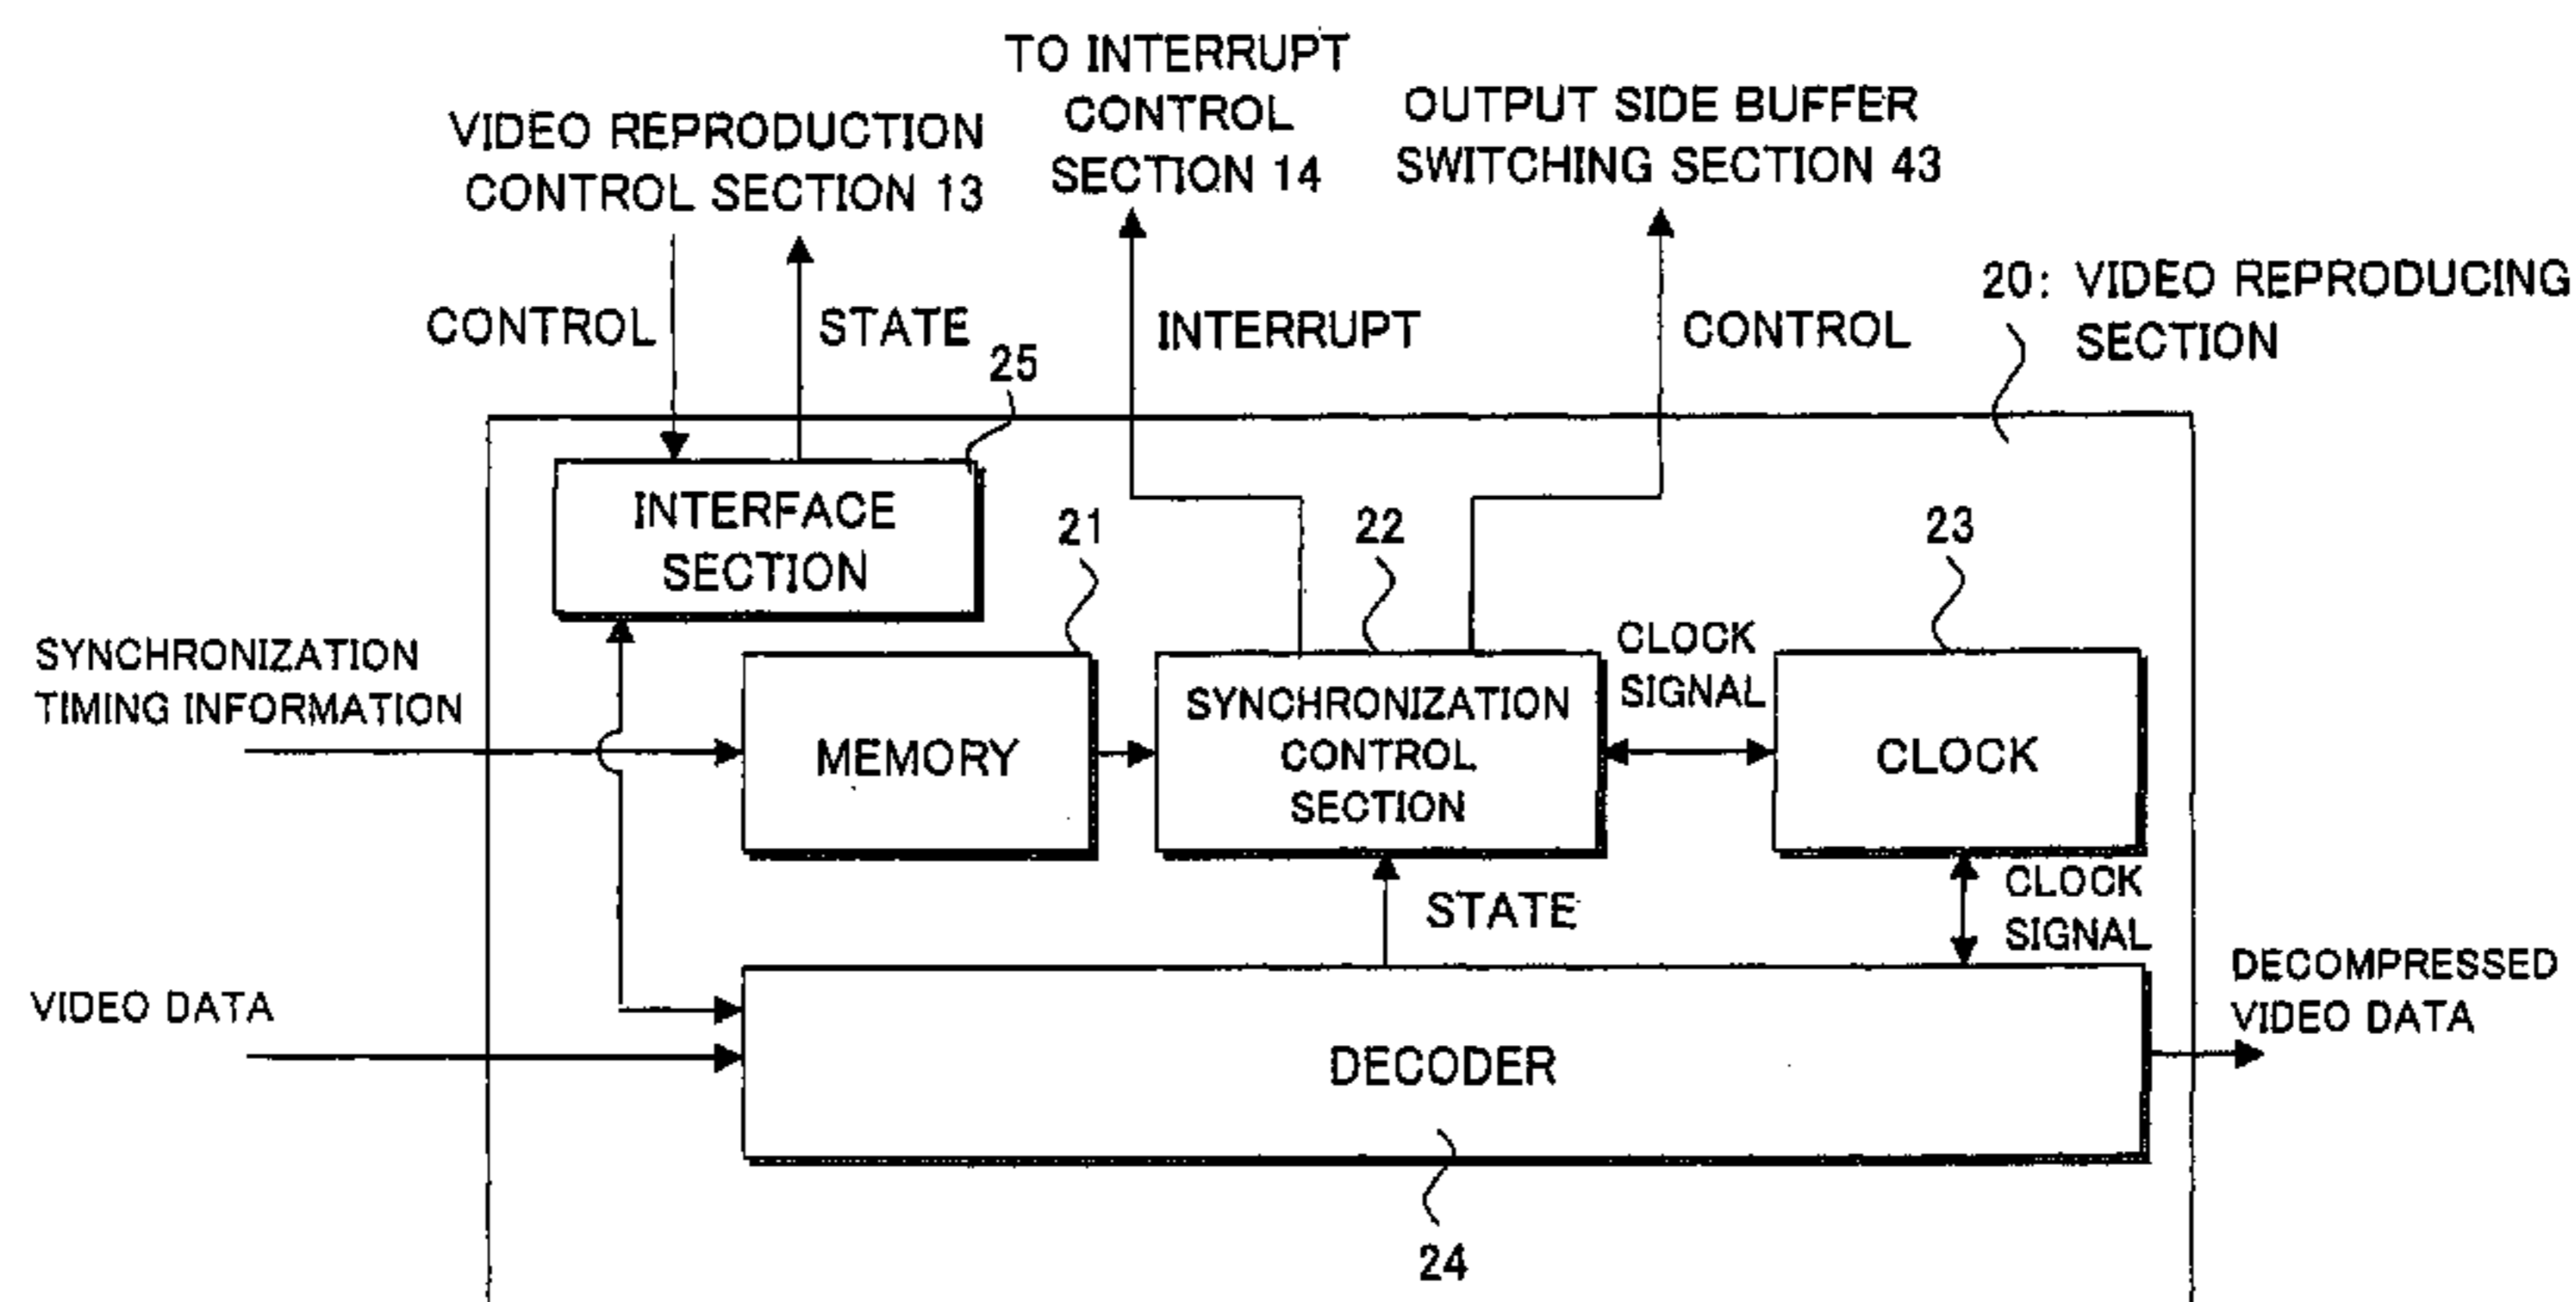 TO INTERRUPT
CONTROL
SECTION 14
VIDEO REPRODUCTION
CONTROL SECTION 13
OUTPUT SIDE BUFFER
SWITCHING SECTION 43
CONTROL
STATE
INTERRUPT
CONTROL
20: VIDEO REPRODUCING
SECTION
25
INTERFACE
SECTION
21
22
23
SYNCHRONIZATION
TIMING INFORMATION
MEMORY
SYNCHRONIZATION
CONTROL
SECTION
CLOCK
SIGNAL
CLOCK
STATE
CLOCK
SIGNAL
VIDEO DATA
DECODER
DECOMPRESSED
VIDEO DATA
24